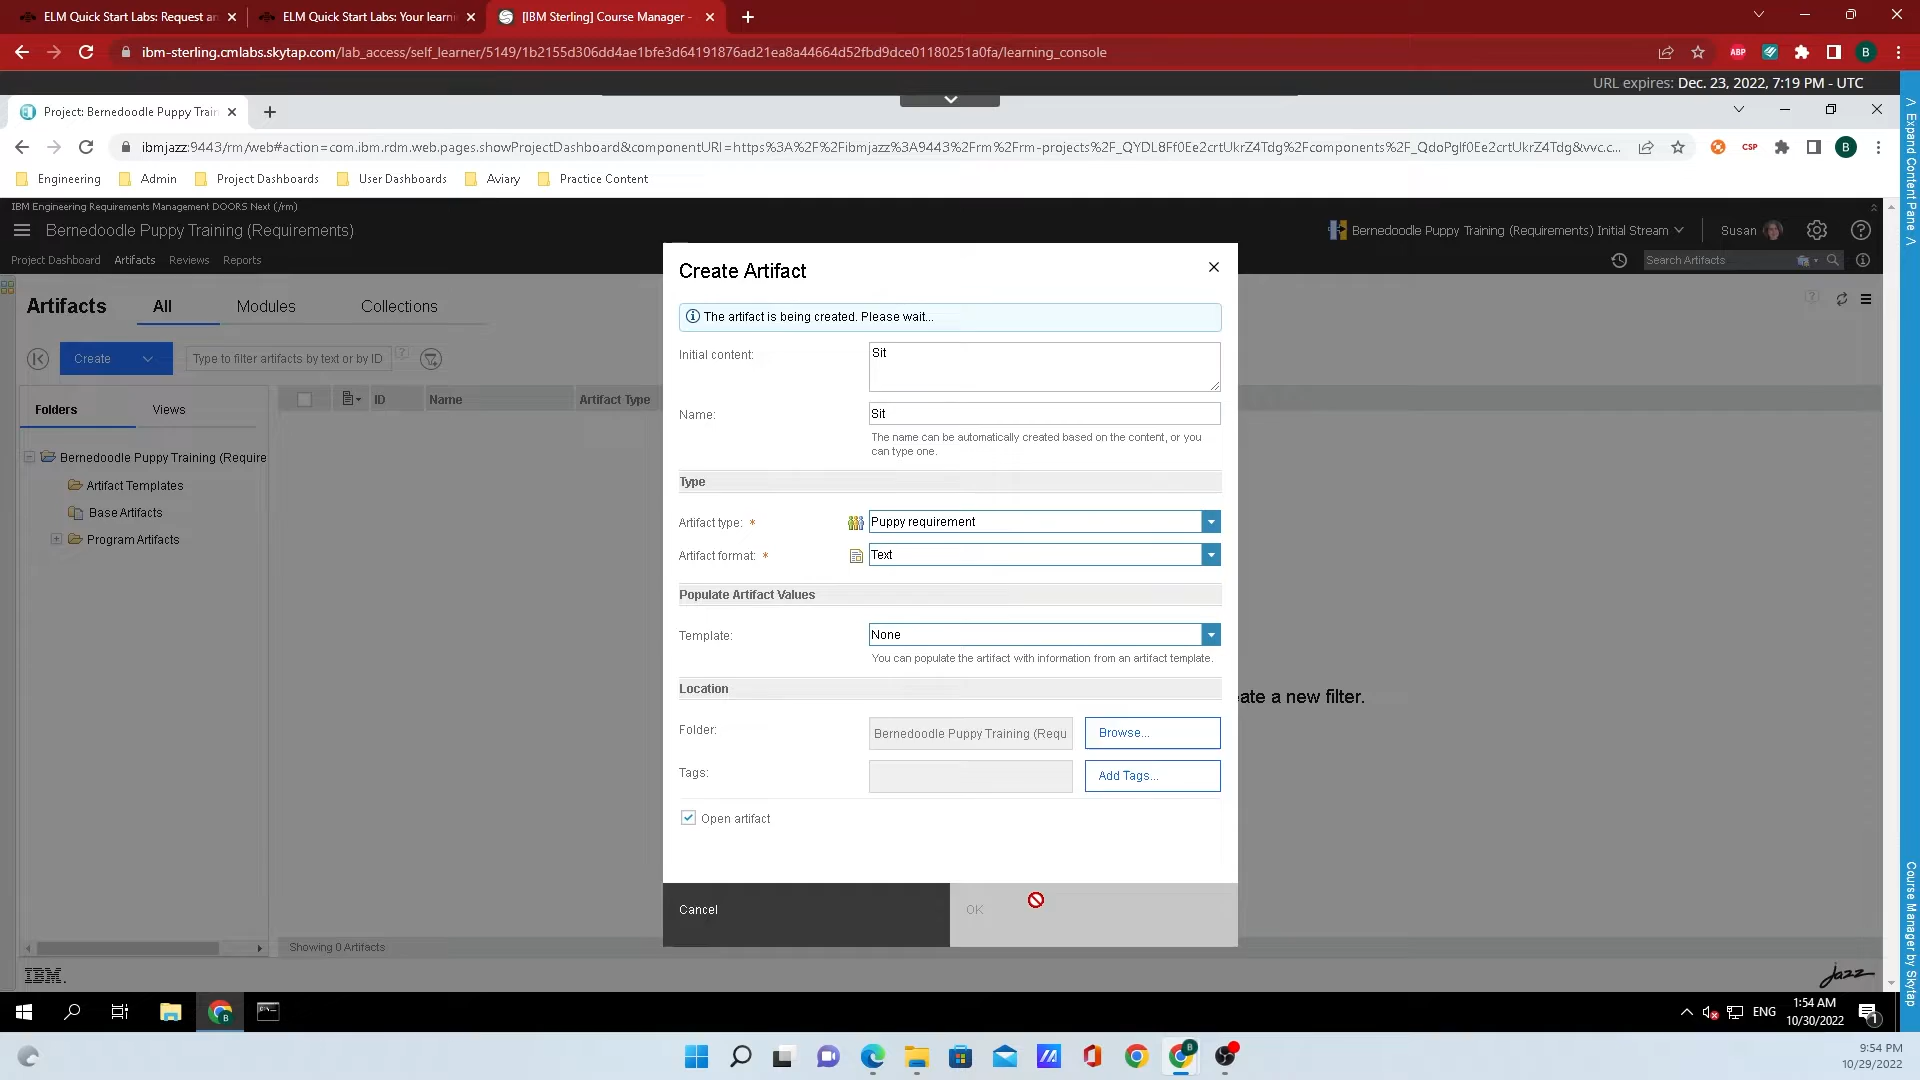 ELM Quick Start Labs: Request an
ELM Quick Start Labs: Your learni
[IBM Sterling] Course Manager -
ibm-sterling.cmlabs.skytap.com/lab_access/self_learner/5149/1b2155d306dd4ae1bfe3d64191876ad21ea8a44664d52fbd9dce01180251a0fa/learning_console
ABP
B
URL expires: Dec. 23, 2022, 7:19 PM - UTC
Project: Bernedoodle Puppy Train
ibmjazz:9443/rm/web#action=com.ibm.rdm.web.pages.showProjectDashboard&componentURI=https%3A%2F%2Fibmjazz%3A9443%2Frm%2Frm-projects%2F_QYDL8Ff0Ee2crtUkrZ4Tdg%2Fcomponents%2F_QdoPgIf0Ee2crtUkrZ4Tdg&vvc.c...
CSP
B
Engineering
Admin
Project Dashboards
User Dashboards
Aviary
Practice Content
IBM Engineering Requirements Management DOORS Next (/rm)
Bernedoodle Puppy Training (Requirements)
Bernedoodle Puppy Training (Requirements) Initial Stream
Susan
Project Dashboard
Artifacts
Reviews
Reports
Search Artifacts
Artifacts
All
Modules
Collections
Create
Type to filter artifacts by text or by ID
Folders
Views
ID
Name
Artifact Type
Bernedoodle Puppy Training (Require
Artifact Templates
Base Artifacts
Program Artifacts
Showing 0 Artifacts
eate a new filter.
Create Artifact
The artifact is being created. Please wait...
Initial content:
Sit
Name:
Sit
The name can be automatically created based on the content, or you
can type one.
Type
Artifact type: *
Puppy requirement
Artifact format: *
Text
Populate Artifact Values
Template:
None
You can populate the artifact with information from an artifact template.
Location
Folder:
Bernedoodle Puppy Training (Requ
Browse...
Tags:
Add Tags...
Open artifact
Cancel
OK
IBM.
Jazz
< Expand Content Pane <
Course Manager by Skytap
ENG
1:54 AM
10/30/2022
1
9:54 PM
10/29/2022